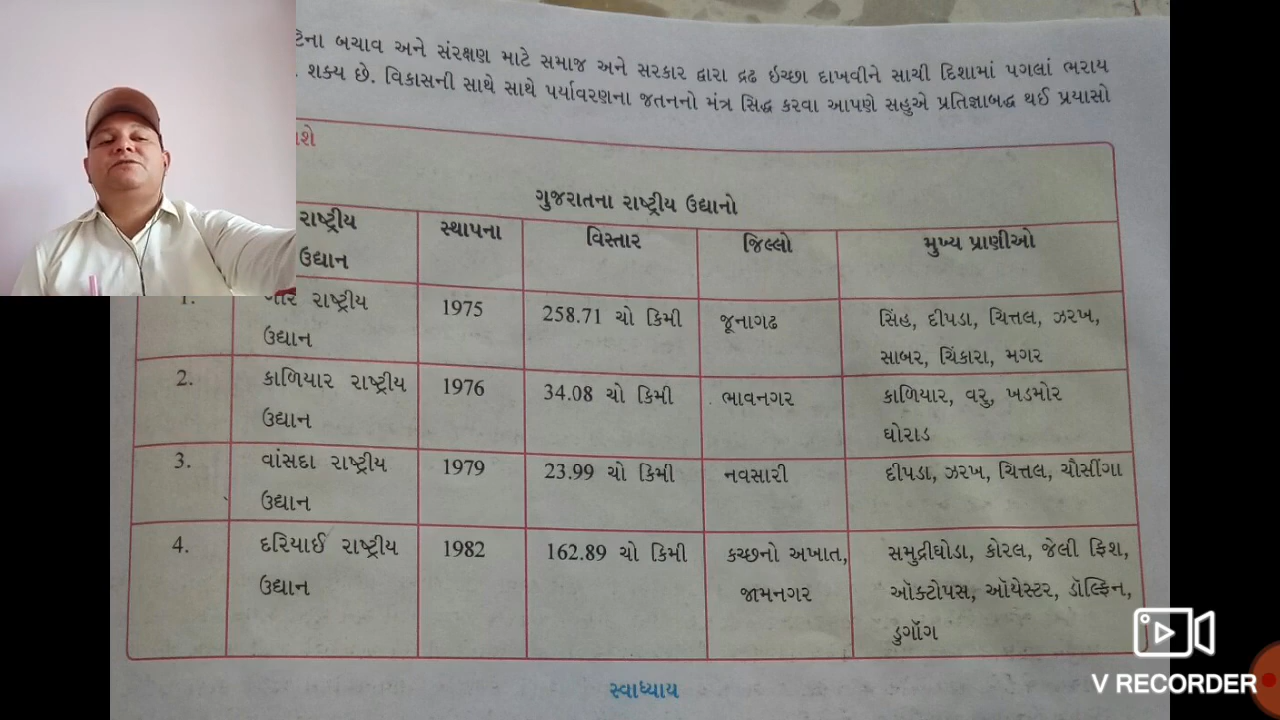 બચાવ અને સંરક્ષણ માટે સમાજ અને સરકાર દ્વારા દ્રઢ ઇચ્છા દાખવીને સાચી દિશામાં પગલાં ભરાય
શક્ય છે. વિકાસની સાથે સાથે પર્યાવરણના જતનનો મંત્ર સિદ્ધ કરવા આપણે સહુએ પ્રતિજ્ઞાબદ્ધ થઈ પ્રયાસો
ગુજરાતના રાષ્ટ્રીય ઉદ્યાનો
રાષ્ટ્રીય સ્થાપના વિસ્તાર જિલ્લો મુખ્ય પ્રાણીઓ
ઉદ્યાન
1. રાષ્ટ્રીય 1975 258.71 ચો કિમી જૂનાગઢ સિંહ, દીપડા, ચિત્તલ, ઝરખ,
ઉદ્યાન સાબર, ચિંકારા, મગર
2. કાળિયાર રાષ્ટ્રીય 1976 34.08 ચો કિમી ભાવનગર કાળિયાર, વરુ, ખડમોર
ઉદ્યાન ઘોરાડ
3. વાંસદા રાષ્ટ્રીય 1979 23.99 ચો કિમી નવસારી દીપડા, ઝરખ, ચિત્તલ, ચૌસીંગા
ઉદ્યાન
4. દરિયાઈ રાષ્ટ્રીય 1982 162.89 ચો કિમી કચ્છનો અખાત, સમુદ્રીઘોડા, કોરલ, જેલી ફિશ,
ઉદ્યાન જામનગર ઑક્ટોપસ, ઑયેસ્ટર, ડૉલ્ફિન,
ડુગૉંગ
સ્વાધ્યાય
V RECORDER